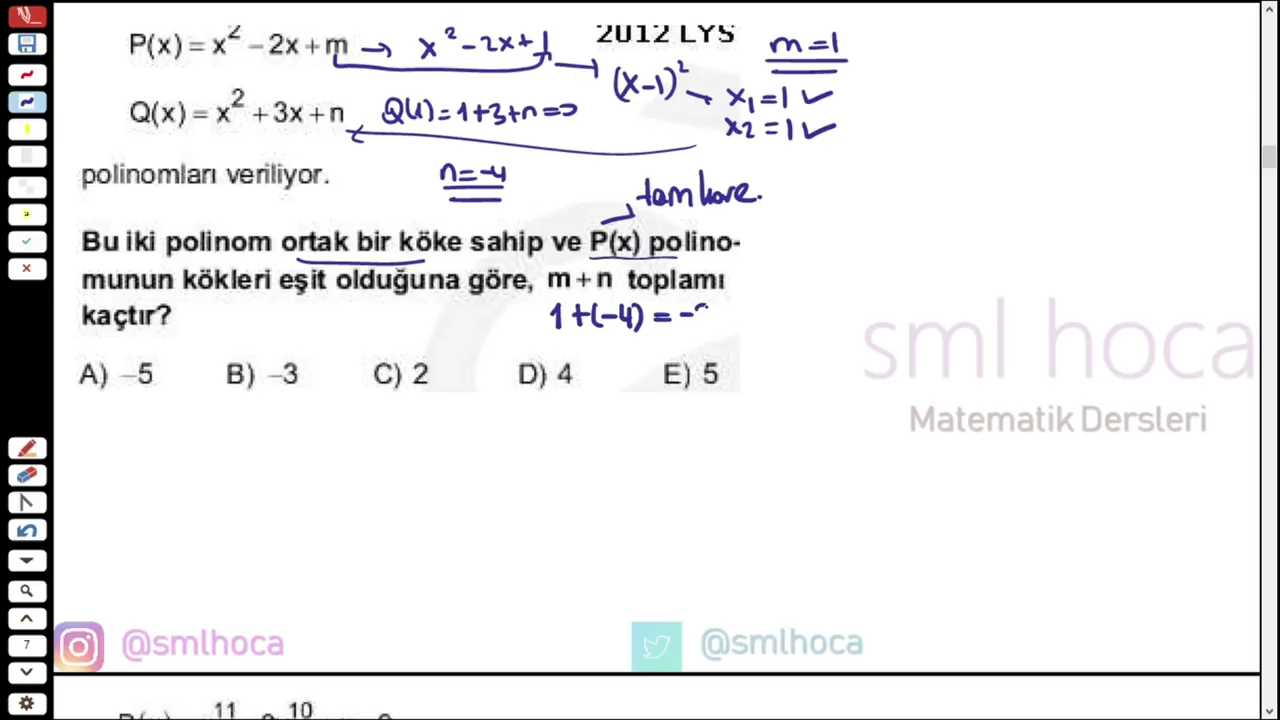 P(x) = x² − 2x + m → x² − 2x + 1
2012 LYS
m = 1
(x−1)²
x₁ = 1 ✓
x₂ = 1 ✓
Q(x) = x² + 3x + n
Q(1) = 1+3+n =>
polinomları veriliyor.
n = −4
tam kare.
Bu iki polinom ortak bir köke sahip ve P(x) polino-
munun kökleri eşit olduğuna göre, m + n toplamı
kaçtır?
1 + (−4) = −
A) −5 B) −3 C) 2 D) 4 E) 5
sml hoca
Matematik Dersleri
@smlhoca @smlhoca
7